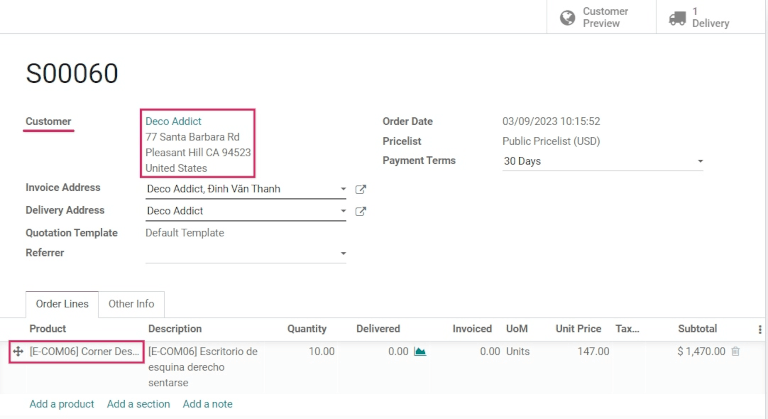 Customer Preview
1 Delivery
S00060
Customer
Deco Addict
77 Santa Barbara Rd
Pleasant Hill CA 94523
United States
Order Date 03/09/2023 10:15:52
Pricelist Public Pricelist (USD)
Payment Terms 30 Days
Invoice Address Deco Addict, Đinh Văn Thanh
Delivery Address Deco Addict
Quotation Template Default Template
Referrer
Order Lines Other Info
Product Description Quantity Delivered Invoiced UoM Unit Price Tax... Subtotal
[E-COM06] Corner Des... [E-COM06] Escritorio de 10.00 0.00 0.00 Units 147.00 $ 1,470.00
esquina derecho
sentarse
Add a product Add a section Add a note